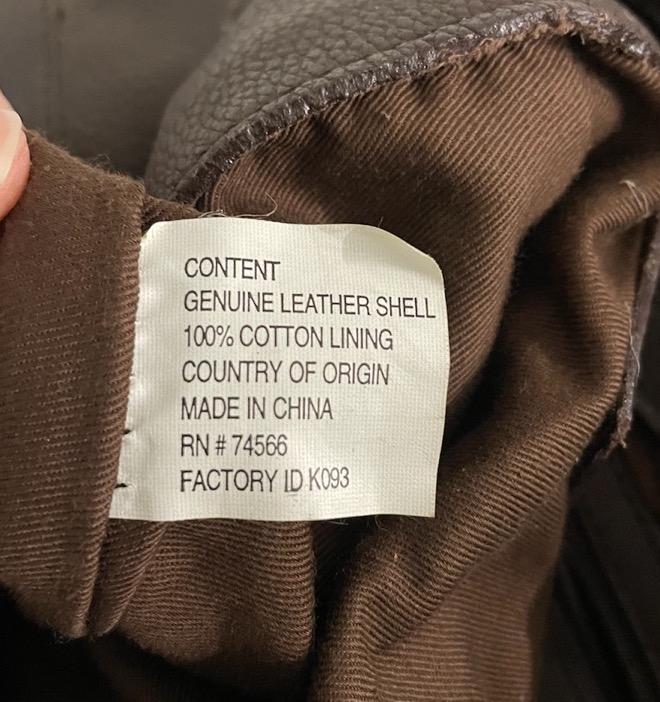 CONTENT
GENUINE LEATHER SHELL
100% COTTON LINING
COUNTRY OF ORIGIN
MADE IN CHINA
RN # 74566
FACTORY ID K093